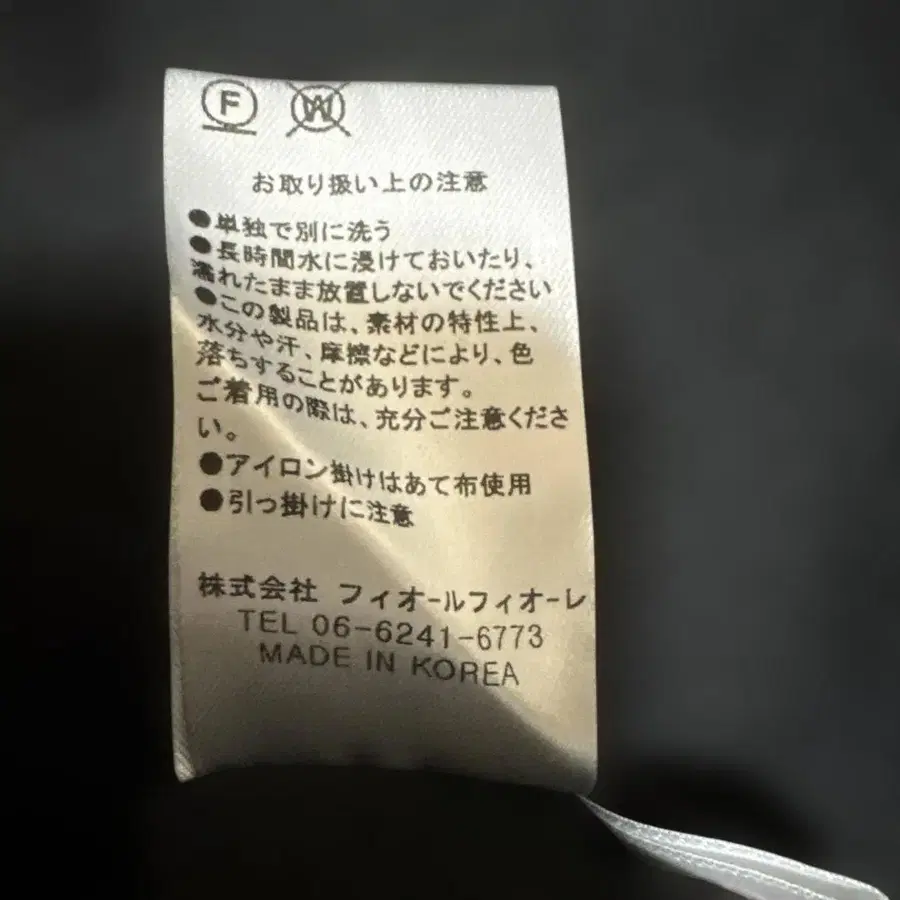 F W
お取り扱い上の注意
●単独で別に洗う
●長時間水に浸けておいたり、
濡れたまま放置しないでください
●この製品は、素材の特性上、
水分や汗、摩擦などにより、色
落ちすることがあります。
ご着用の際は、充分ご注意くださ
い。
●アイロン掛けはあて布使用
●引っ掛けに注意
株式会社 フィオールフィオーレ
TEL 06-6241-6773
MADE IN KOREA